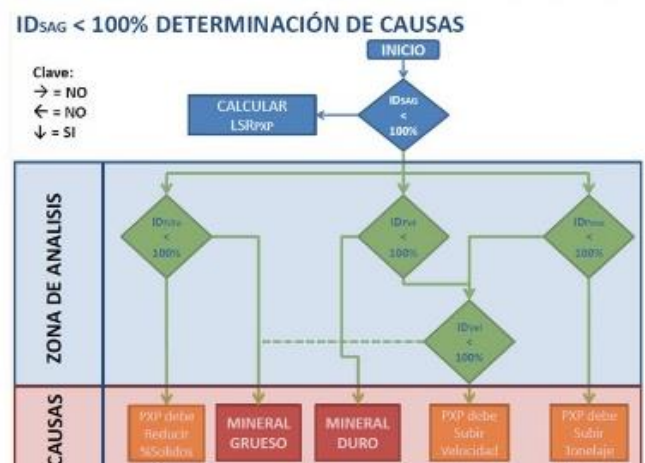 IDSAG < 100% DETERMINACIÓN DE CAUSAS
INICIO
Clave:
→ = NO
← = NO
↓ = SI
CALCULAR
LSRPXP
IDSAG
<
100%
ZONA DE ANALISIS
<
100%
<
100%
<
100%
IDVel
<
100%
CAUSAS
PXP debe
Reducir
%Solidos
MINERAL
GRUESO
MINERAL
DURO
PXP debe
Subir
Velocidad
PXP debe
Subir
Tonelaje